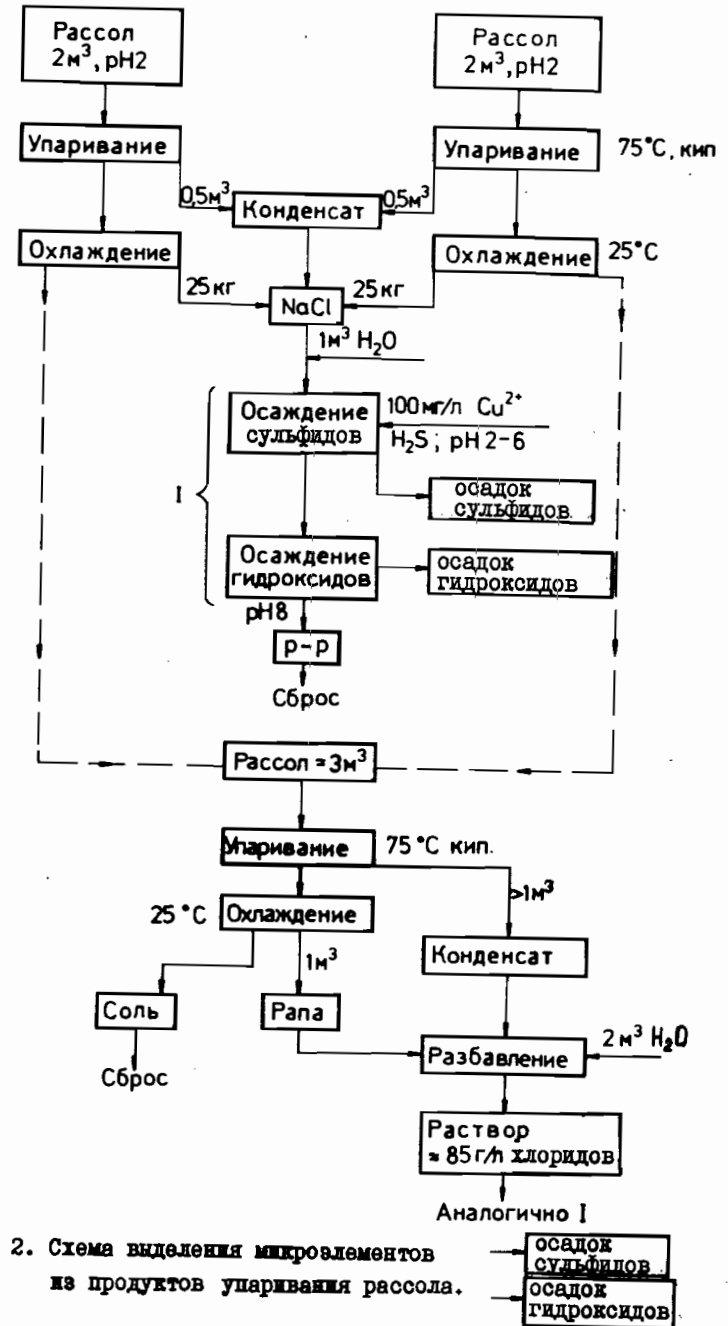 Рассол
2м³, pH2
Рассол
2м³, pH2
Упаривание
Упаривание
75°C, кип
0,5м³
Конденсат
0,5м³
Охлаждение
Охлаждение
25°C
25кг
NaCl
25кг
1м³ H₂O
I
Осаждение
сульфидов
100мг/л Cu²⁺
H₂S; pH 2-6
осадок
сульфидов
Осаждение
гидроксидов
осадок
гидроксидов
pH8
р-р
Сброс
Рассол ≈ 3м³
Упаривание
75°C кип.
25°C
Охлаждение
>1м³
1м³
Конденсат
Соль
Рапа
Сброс
Разбавление
2м³ H₂O
Раствор
≈ 85г/л хлоридов
Аналогично I
2. Схема выделения микроэлементов
из продуктов упаривания рассола.
осадок
сульфидов
осадок
гидроксидов